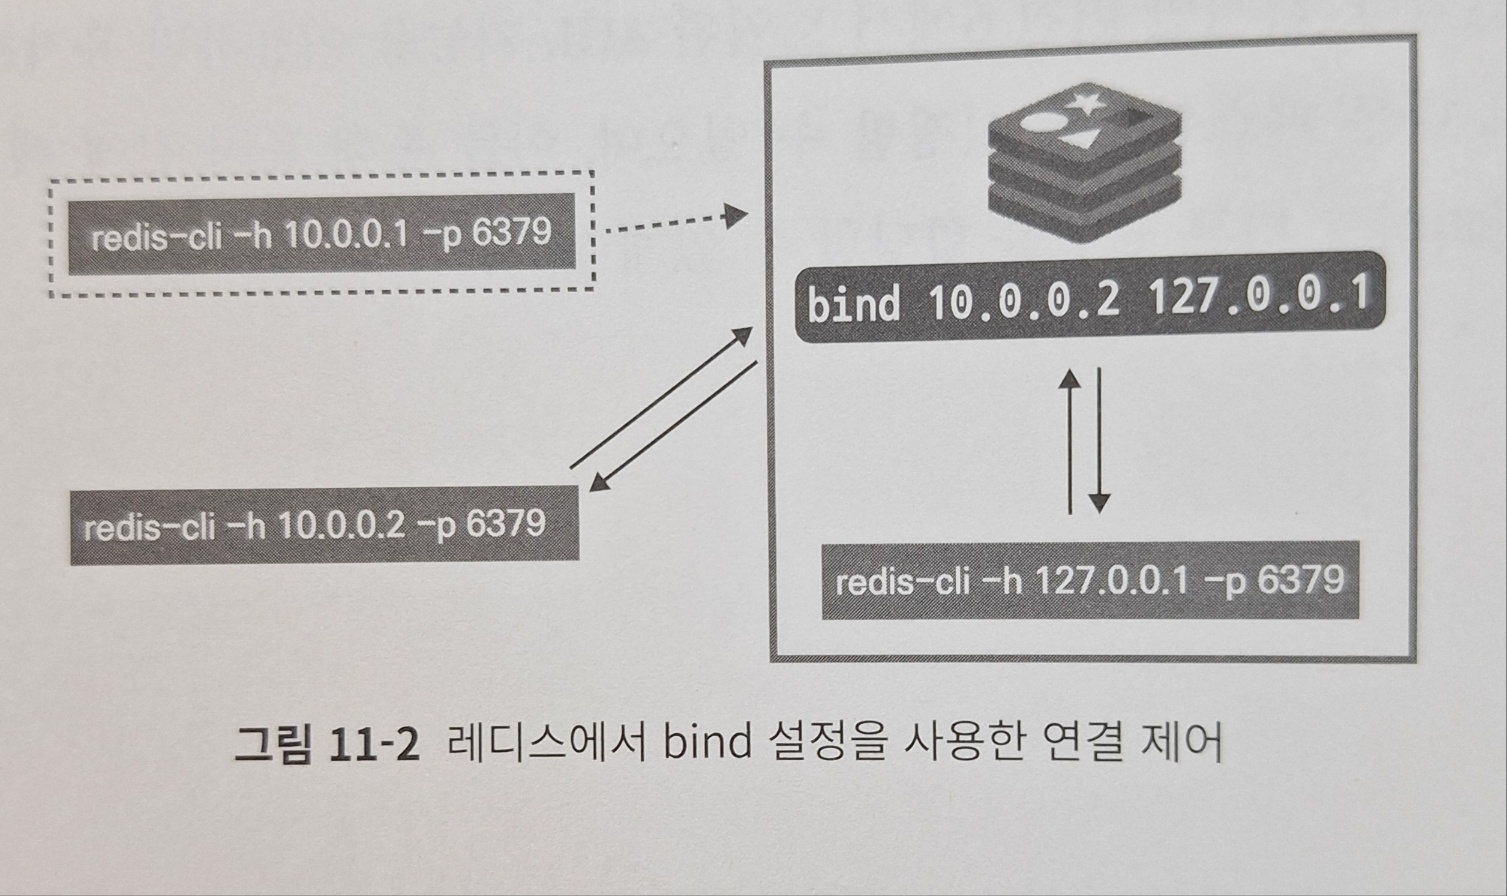 redis-cli -h 10.0.0.1 -p 6379
bind 10.0.0.2 127.0.0.1
redis-cli -h 10.0.0.2 -p 6379
redis-cli -h 127.0.0.1 -p 6379
그림 11-2 레디스에서 bind 설정을 사용한 연결 제어